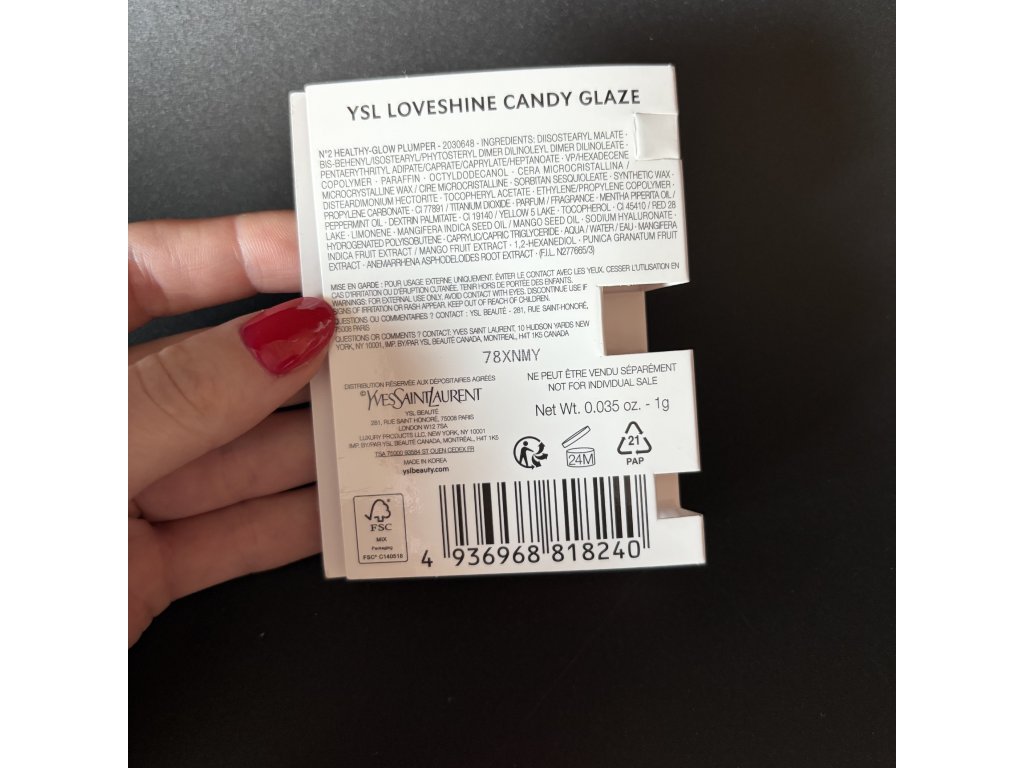 YSL LOVESHINE CANDY GLAZE
N°2 HEALTHY-GLOW PLUMPER - 2030648 - INGREDIENTS: DIISOSTEARYL MALATE •
BIS-BEHENYL/ISOSTEARYL/PHYTOSTERYL DIMER DILINOLEYL DIMER DILINOLEATE •
PENTAERYTHRITYL ADIPATE/CAPRATE/CAPRYLATE/HEPTANOATE • VP/HEXADECENE
COPOLYMER • PARAFFIN • OCTYLDODECANOL • CERA MICROCRISTALLINA /
MICROCRYSTALLINE WAX / CIRE MICROCRISTALLINE • SORBITAN SESQUIOLEATE • SYNTHETIC WAX •
DISTEARDIMONIUM HECTORITE • TOCOPHERYL ACETATE • ETHYLENE/PROPYLENE COPOLYMER •
PROPYLENE CARBONATE • CI 77891 / TITANIUM DIOXIDE • PARFUM / FRAGRANCE • MENTHA PIPERITA OIL /
PEPPERMINT OIL • DEXTRIN PALMITATE • CI 19140 / YELLOW 5 LAKE • TOCOPHEROL • CI 45410 / RED 28
LAKE • LIMONENE • MANGIFERA INDICA SEED OIL / MANGO SEED OIL • SODIUM HYALURONATE •
HYDROGENATED POLYISOBUTENE • CAPRYLIC/CAPRIC TRIGLYCERIDE • AQUA / WATER / EAU • MANGIFERA
INDICA FRUIT EXTRACT / MANGO FRUIT EXTRACT • 1,2-HEXANEDIOL • PUNICA GRANATUM FRUIT
EXTRACT • ANEMARRHENA ASPHODELOIDES ROOT EXTRACT • (F.I.L. N277665/3)
MISE EN GARDE : POUR USAGE EXTERNE UNIQUEMENT. ÉVITER LE CONTACT AVEC LES YEUX. CESSER L'UTILISATION EN
CAS D'IRRITATION OU D'ÉRUPTION CUTANÉE. TENIR HORS DE PORTÉE DES ENFANTS.
WARNINGS: FOR EXTERNAL USE ONLY. AVOID CONTACT WITH EYES. DISCONTINUE USE IF
SIGNS OF IRRITATION OR RASH APPEAR. KEEP OUT OF REACH OF CHILDREN.
QUESTIONS OU COMMENTAIRES ? CONTACT : YSL BEAUTÉ - 281, RUE SAINT-HONORÉ,
75008 PARIS
QUESTIONS OR COMMENTS ? CONTACT: YVES SAINT LAURENT, 10 HUDSON YARDS NEW
YORK, NY 10001, IMP. BY/PAR YSL BEAUTÉ CANADA, MONTREAL, H4T 1K5 CANADA
78XNMY
DISTRIBUTION RÉSERVÉE AUX DÉPOSITAIRES AGRÉÉS
©YVESSAINTLAURENT
YSL BEAUTÉ
281, RUE SAINT HONORÉ, 75008 PARIS
LONDON W12 7SA
LUXURY PRODUCTS LLC, NEW YORK, NY 10001
IMP. BY/PAR YSL BEAUTÉ CANADA, MONTRÉAL, H4T 1K5
TSA 75000 93584 ST OUEN CEDEX FR
MADE IN KOREA
yslbeauty.com
NE PEUT ÊTRE VENDU SÉPARÉMENT
NOT FOR INDIVIDUAL SALE
Net Wt. 0.035 oz. - 1g
24M
21
PAP
FSC
MIX
Packaging
FSC® C140518
4 936968 818240